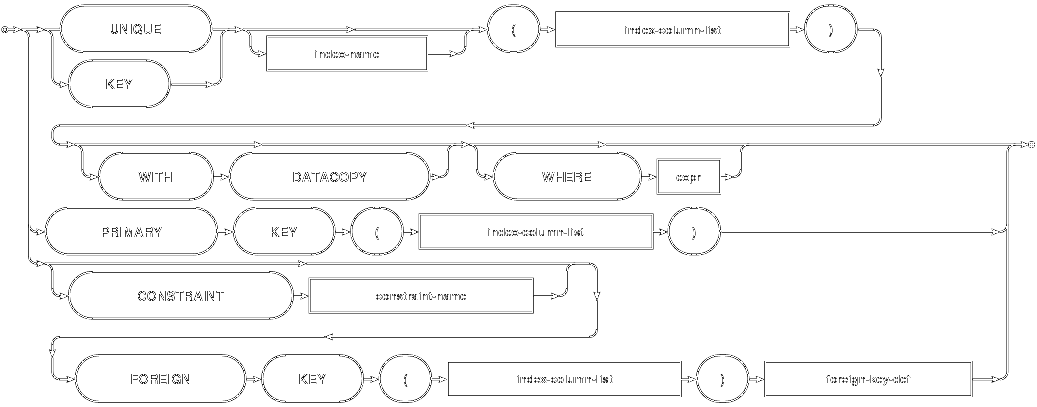 UNIQUE
index-name ( index-column-list )
KEY
WITH DATACOPY WHERE expr
PRIMARY KEY ( index-column-list )
CONSTRAINT constraint-name
FOREIGN KEY ( index-column-list ) foreign-key-def